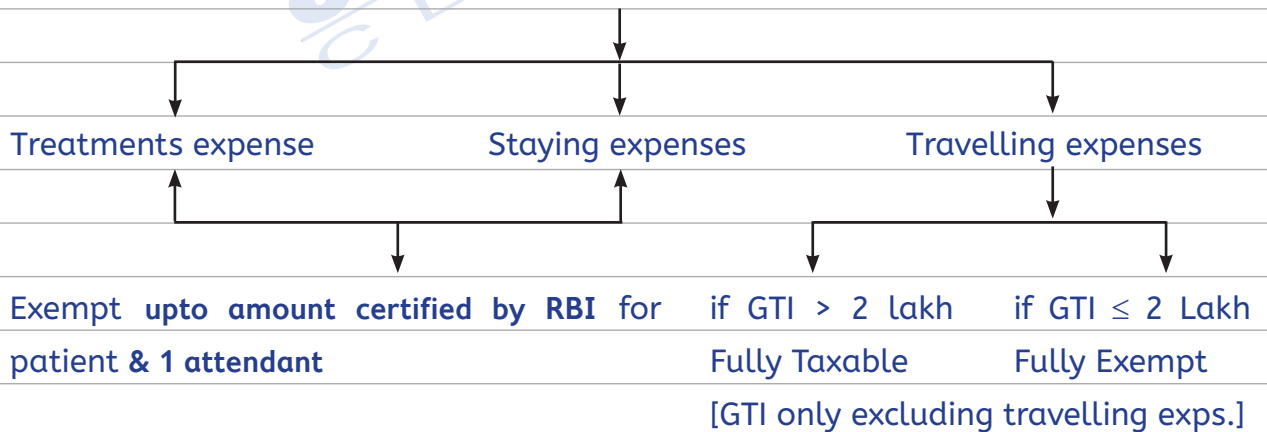 Treatments expense Staying expenses Travelling expenses
Exempt upto amount certified by RBI for if GTI > 2 lakh if GTI ≤ 2 Lakh
patient & 1 attendant Fully Taxable Fully Exempt
[GTI only excluding travelling exps.]